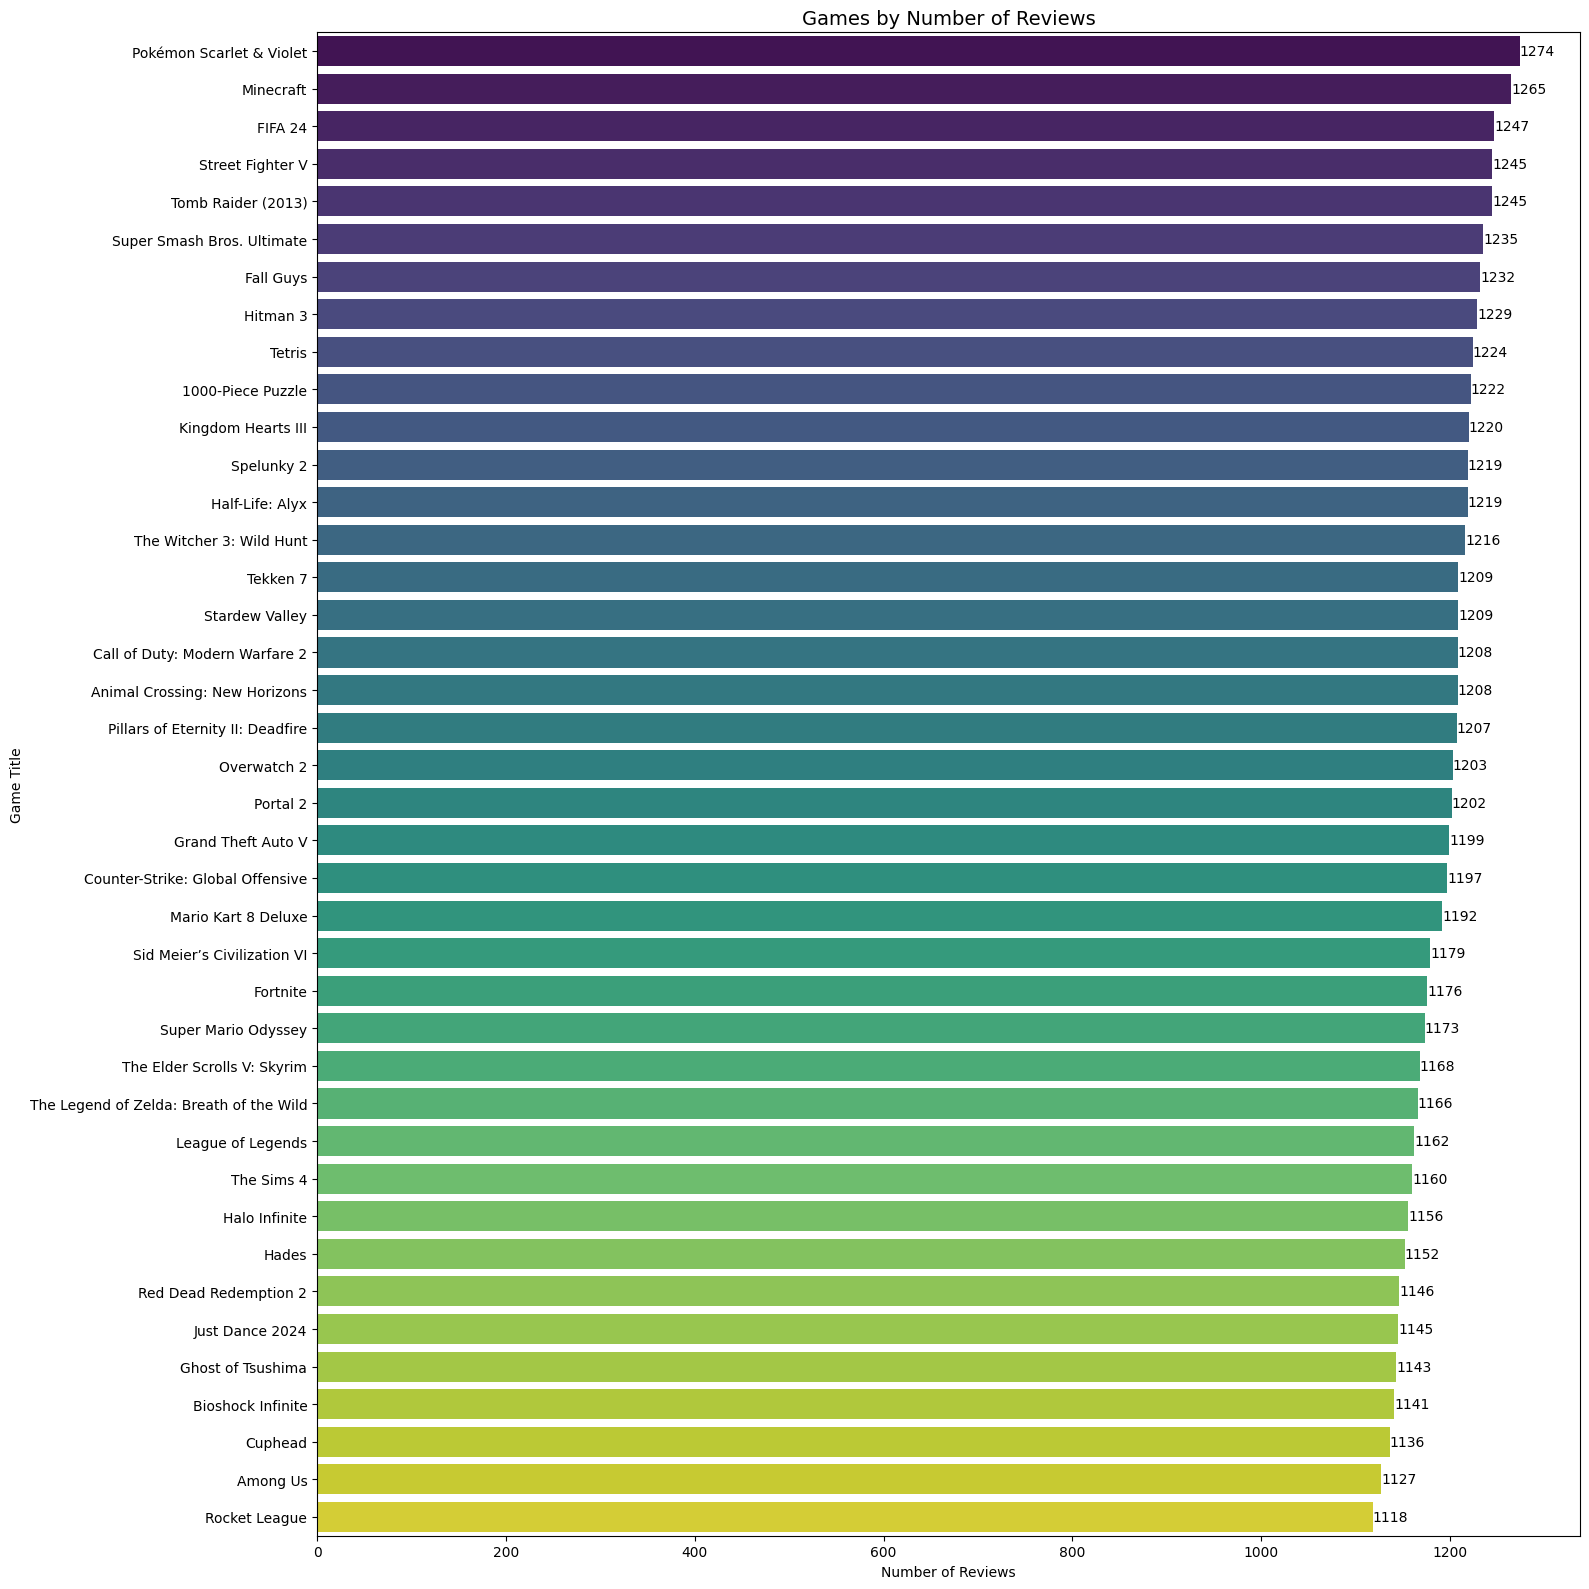 Games by Number of Reviews
Pokémon Scarlet & Violet 1274
Minecraft 1265
FIFA 24 1247
Street Fighter V 1245
Tomb Raider (2013) 1245
Super Smash Bros. Ultimate 1235
Fall Guys 1232
Hitman 3 1229
Tetris 1224
1000-Piece Puzzle 1222
Kingdom Hearts III 1220
Spelunky 2 1219
Half-Life: Alyx 1219
The Witcher 3: Wild Hunt 1216
Tekken 7 1209
Stardew Valley 1209
Call of Duty: Modern Warfare 2 1208
Animal Crossing: New Horizons 1208
Pillars of Eternity II: Deadfire 1207
Overwatch 2 1203
Portal 2 1202
Grand Theft Auto V 1199
Counter-Strike: Global Offensive 1197
Mario Kart 8 Deluxe 1192
Sid Meier’s Civilization VI 1179
Fortnite 1176
Super Mario Odyssey 1173
The Elder Scrolls V: Skyrim 1168
The Legend of Zelda: Breath of the Wild 1166
League of Legends 1162
The Sims 4 1160
Halo Infinite 1156
Hades 1152
Red Dead Redemption 2 1146
Just Dance 2024 1145
Ghost of Tsushima 1143
Bioshock Infinite 1141
Cuphead 1136
Among Us 1127
Rocket League 1118
Game Title
0 200 400 600 800 1000 1200
Number of Reviews